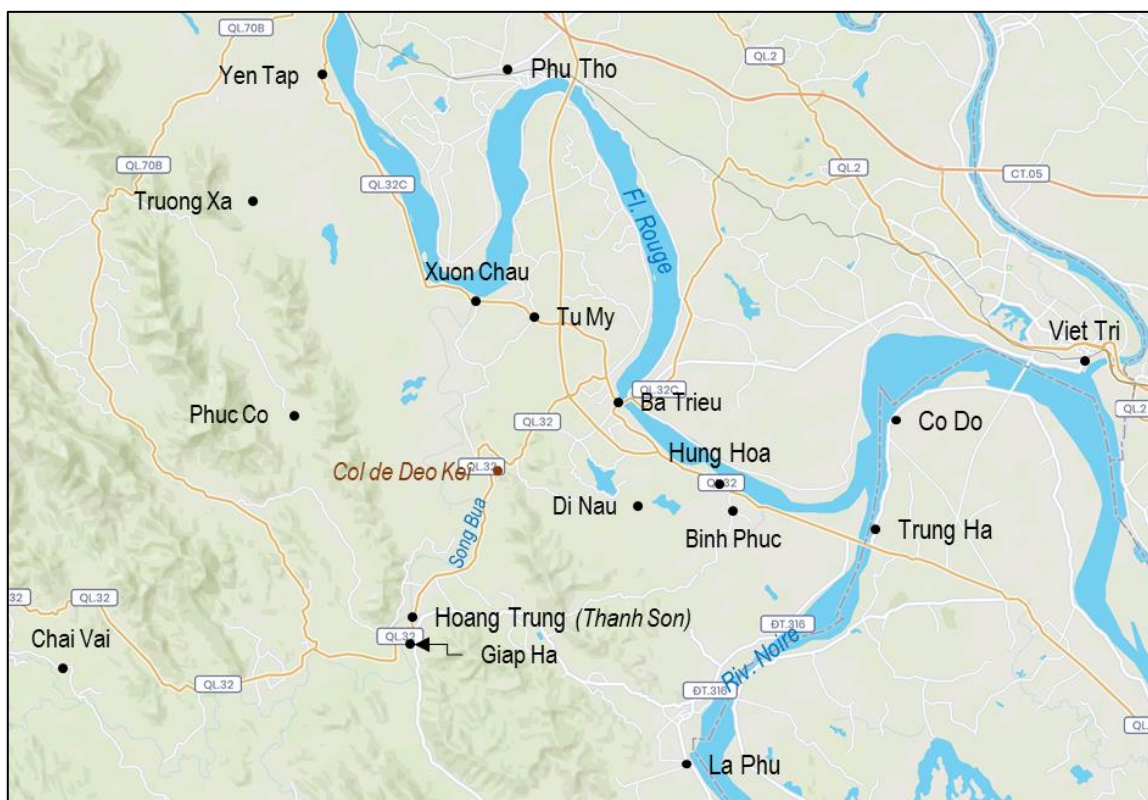 QL.70B
Yen Tap
Phu Tho
QL.2
QL.70B
QL.2
CT.05
QL.32C
Truong Xa
Fl. Rouge
Xuon Chau
Tu My
Viet Tri
QL.32C
Ba Trieu
QL.2
Phuc Co
QL.32
Co Do
Hung Hoa
Col de Deo Kei
QL.32
QL.32
Di Nau
Binh Phuc
Trung Ha
Song Bua
32
QL.32
Hoang Trung (Thanh Son)
ĐT.316
Chai Vai
QL.32
Giap Ha
Riv. Noire
QL.32
ĐT.316
QL.
La Phu